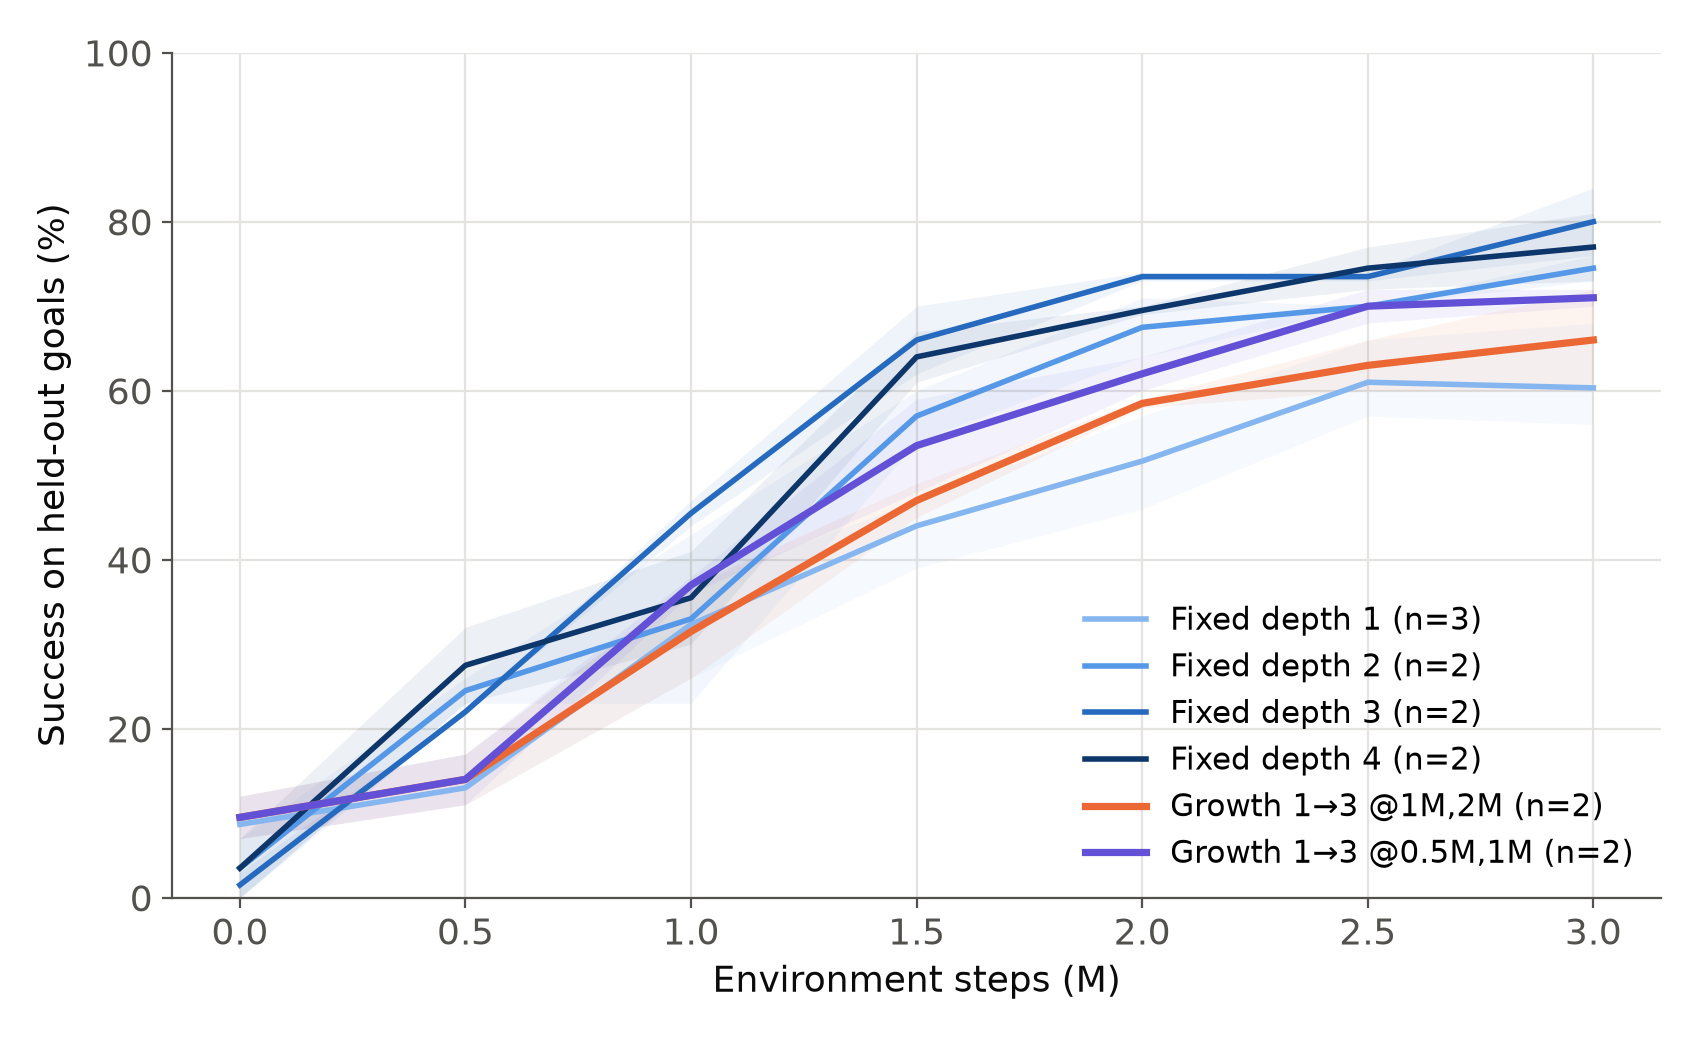 100
80
60
40
20
0
Success on held-out goals (%)
Fixed depth 1 (n=3)
Fixed depth 2 (n=2)
Fixed depth 3 (n=2)
Fixed depth 4 (n=2)
Growth 1→3 @1M,2M (n=2)
Growth 1→3 @0.5M,1M (n=2)
0.0 0.5 1.0 1.5 2.0 2.5 3.0
Environment steps (M)